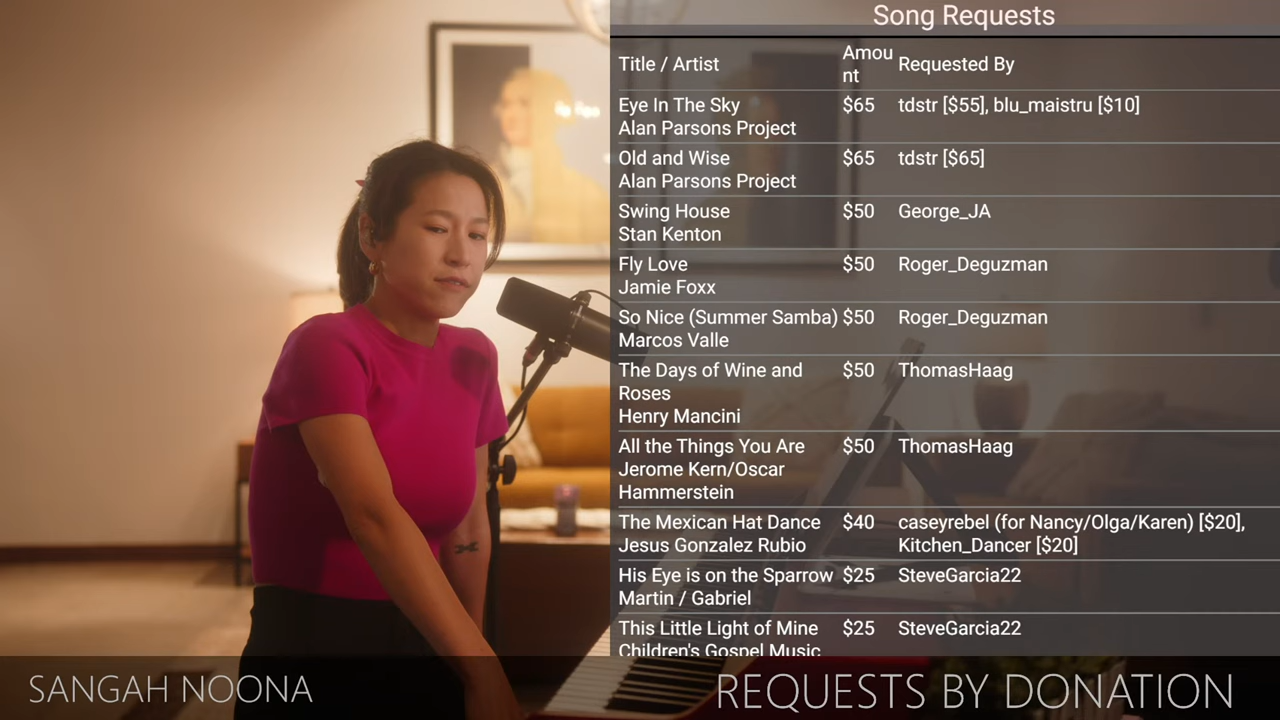 Song Requests
Title / Artist
Amou
nt
Requested By
Eye In The Sky
Alan Parsons Project
$65
tdstr [$55], blu_maistru [$10]
Old and Wise
Alan Parsons Project
$65
tdstr [$65]
Swing House
Stan Kenton
$50
George_JA
Fly Love
Jamie Foxx
$50
Roger_Deguzman
So Nice (Summer Samba)
Marcos Valle
$50
Roger_Deguzman
The Days of Wine and
Roses
Henry Mancini
$50
ThomasHaag
All the Things You Are
Jerome Kern/Oscar
Hammerstein
$50
ThomasHaag
The Mexican Hat Dance
Jesus Gonzalez Rubio
$40
caseyrebel (for Nancy/Olga/Karen) [$20],
Kitchen_Dancer [$20]
His Eye is on the Sparrow
Martin / Gabriel
$25
SteveGarcia22
This Little Light of Mine
Children's Gospel Music
$25
SteveGarcia22
SANGAH NOONA
REQUESTS BY DONATION